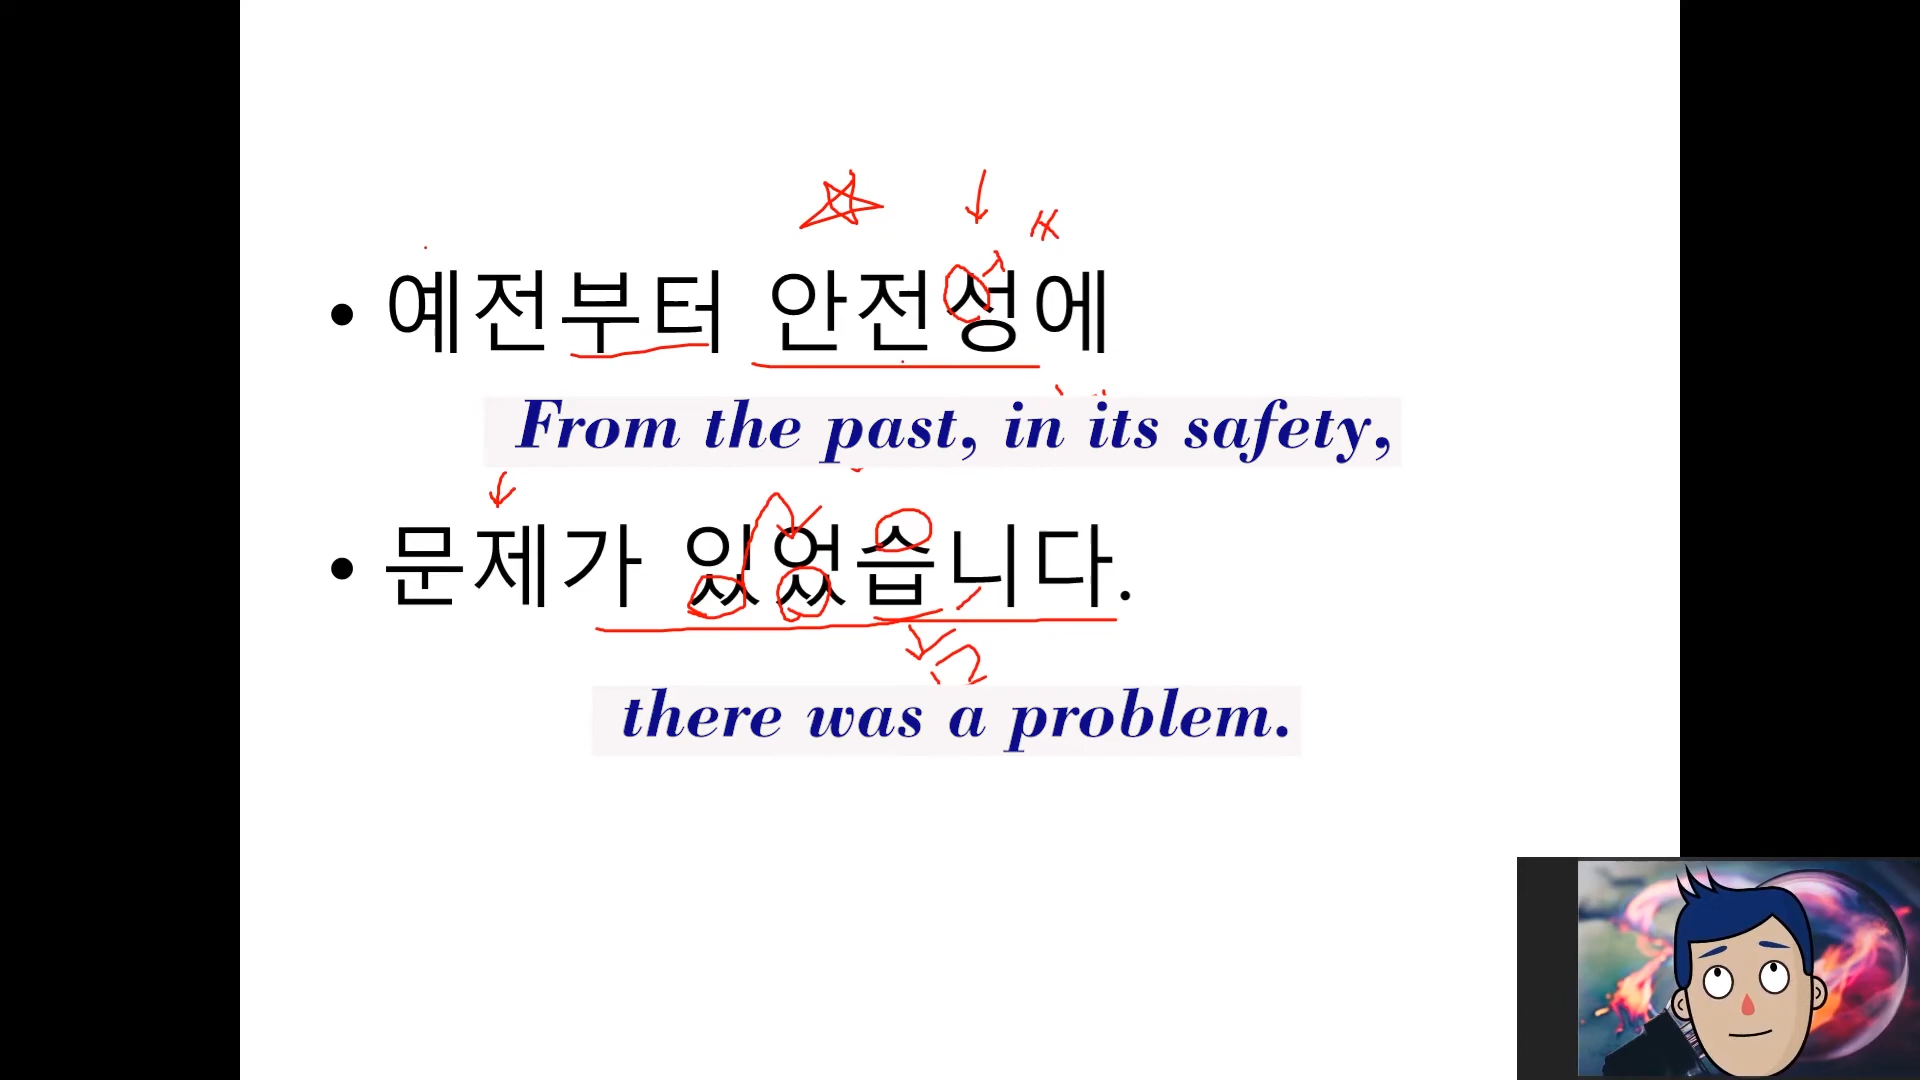 • 예전부터 안전성에
From the past, in its safety,
• 문제가 있었습니다.
there was a problem.